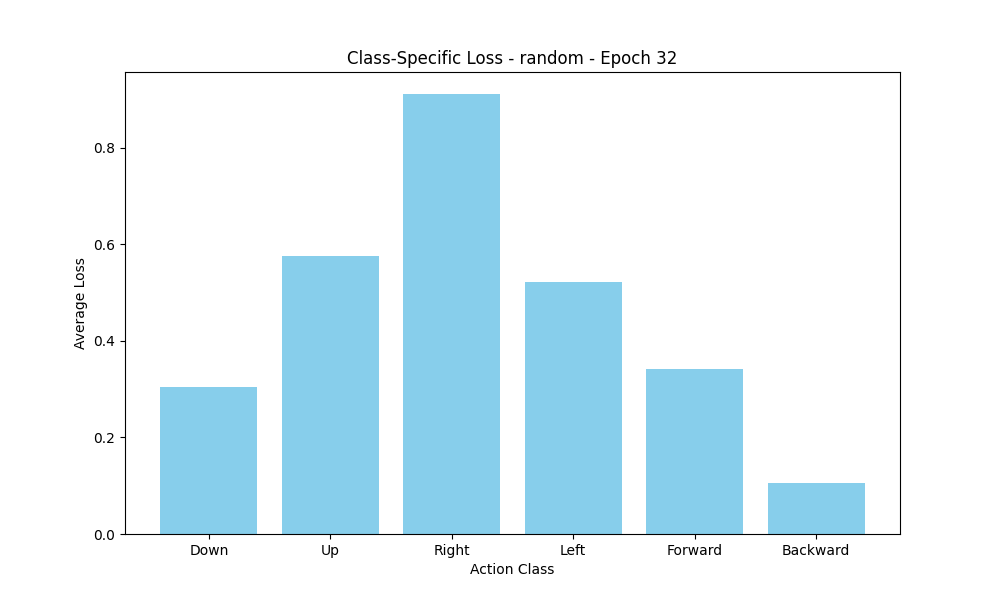 Class-Specific Loss - random - Epoch 32
Average Loss
0.8
0.6
0.4
0.2
0.0
Down Up Right Left Forward Backward
Action Class